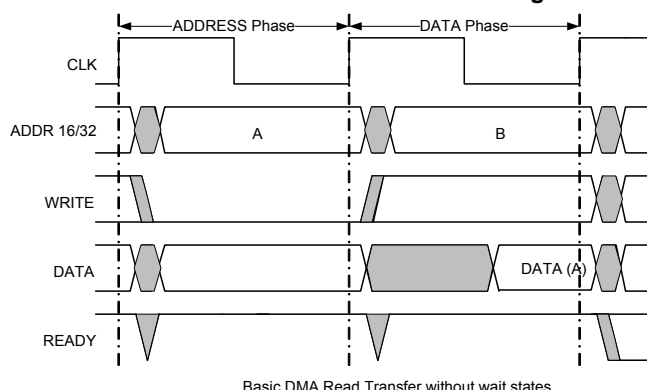 ADDRESS Phase DATA Phase
CLK
ADDR 16/32 A B
WRITE
DATA DATA (A)
READY
Basic DMA Read Transfer without wait states